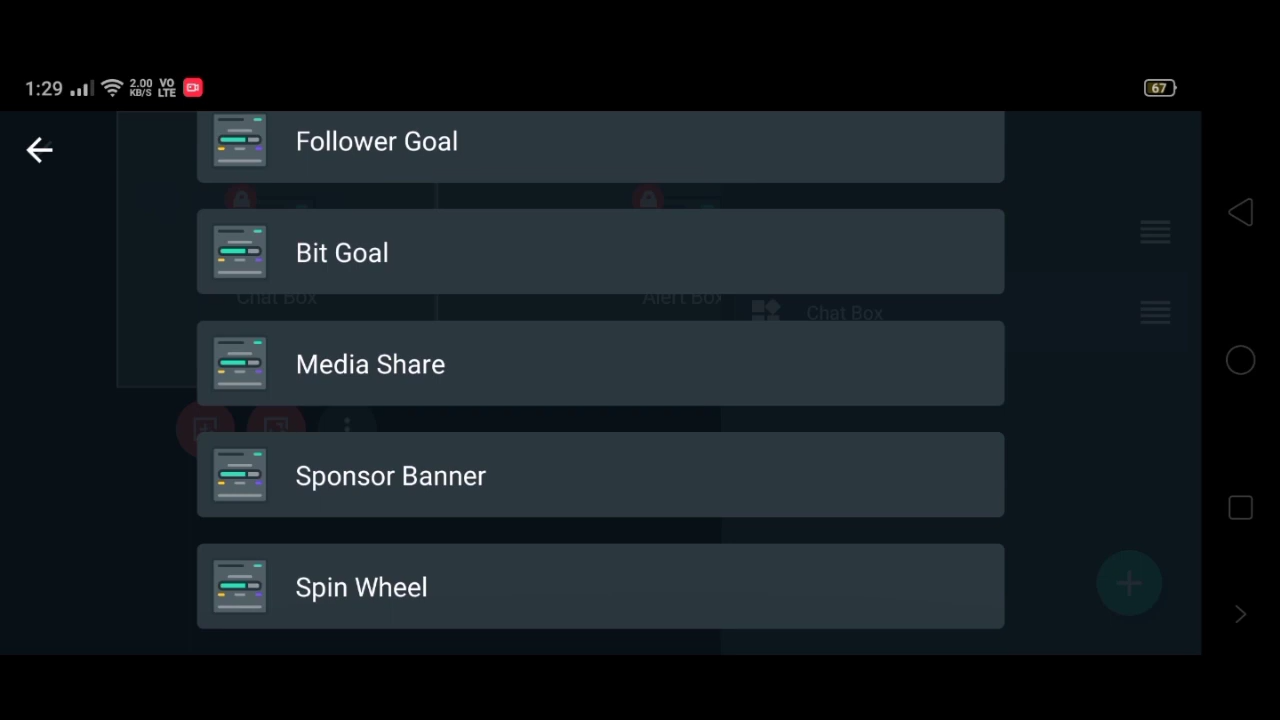 1:29 2.00 KB/S VO LTE 67
Follower Goal
Bit Goal
Chat Box Alert Box Chat Box
Media Share
Sponsor Banner
Spin Wheel